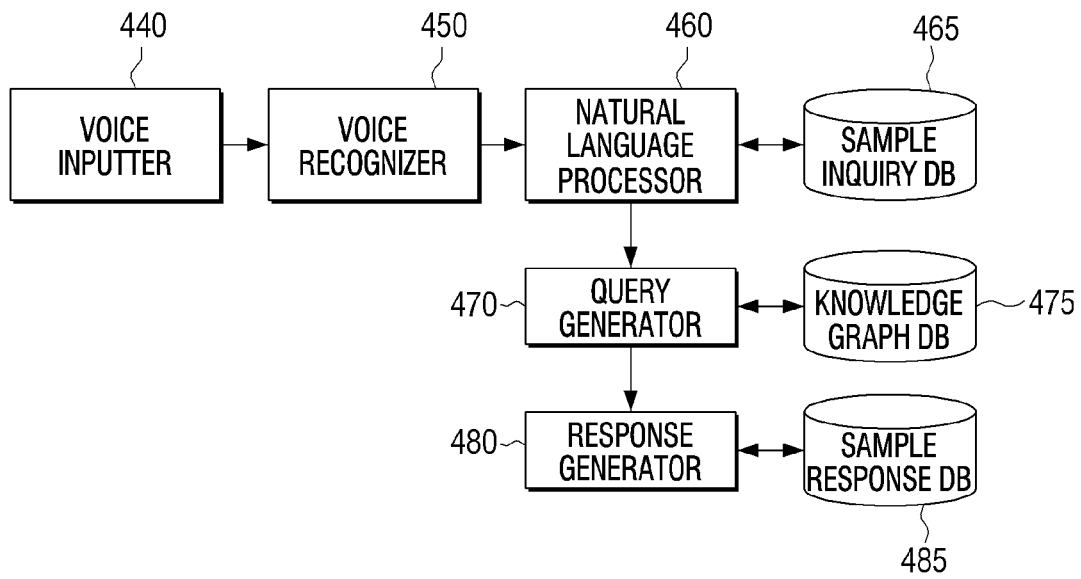 440
450
460
465
VOICE
INPUTTER
VOICE
RECOGNIZER
NATURAL
LANGUAGE
PROCESSOR
SAMPLE
INQUIRY DB
470
QUERY
GENERATOR
KNOWLEDGE
GRAPH DB
475
480
RESPONSE
GENERATOR
SAMPLE
RESPONSE DB
485